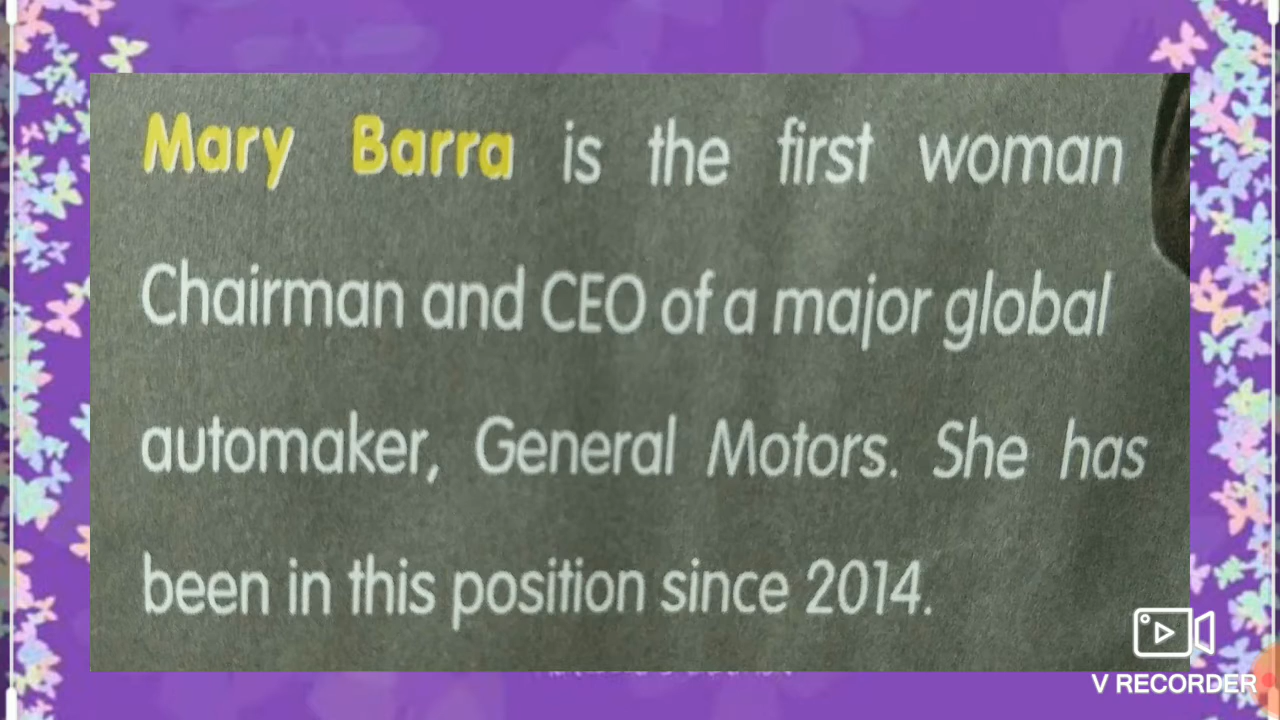 Mary Barra is the first woman
Chairman and CEO of a major global
automaker, General Motors. She has
been in this position since 2014.
V RECORDER